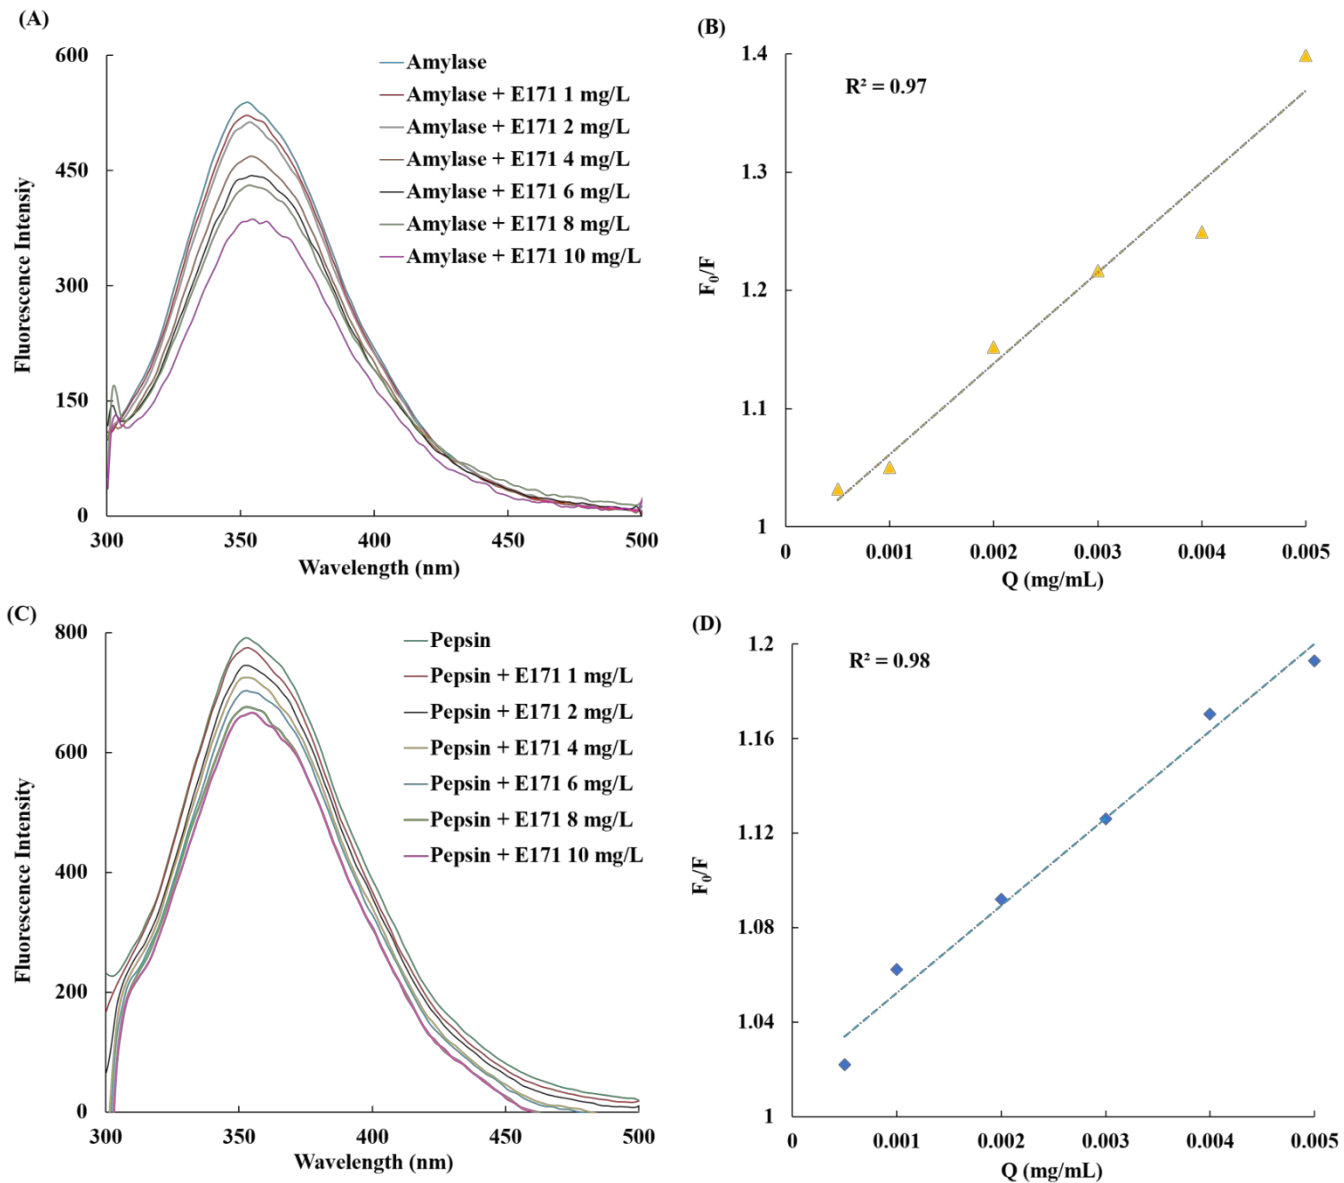 (A)
600
450
300
150
0
300
350
400
450
500
Fluorescence Intensiy
Wavelength (nm)
Amylase
Amylase + E171 1 mg/L
Amylase + E171 2 mg/L
Amylase + E171 4 mg/L
Amylase + E171 6 mg/L
Amylase + E171 8 mg/L
Amylase + E171 10 mg/L
(B)
R² = 0.97
1.4
1.3
1.2
1.1
1
0
0.001
0.002
0.003
0.004
0.005
F₀/F
Q (mg/mL)
(C)
800
600
400
200
0
300
350
400
450
500
Fluorescence Intensity
Wavelength (nm)
Pepsin
Pepsin + E171 1 mg/L
Pepsin + E171 2 mg/L
Pepsin + E171 4 mg/L
Pepsin + E171 6 mg/L
Pepsin + E171 8 mg/L
Pepsin + E171 10 mg/L
(D)
R² = 0.98
1.2
1.16
1.12
1.08
1.04
1
0
0.001
0.002
0.003
0.004
0.005
F₀/F
Q (mg/mL)